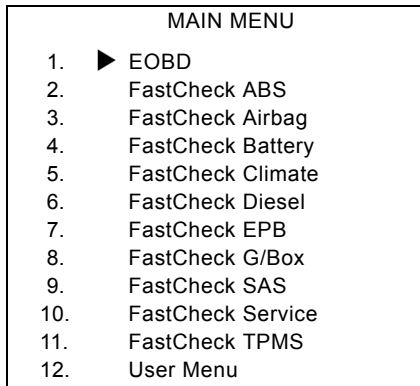 MAIN MENU
1. ▶ EOBD
2. FastCheck ABS
3. FastCheck Airbag
4. FastCheck Battery
5. FastCheck Climate
6. FastCheck Diesel
7. FastCheck EPB
8. FastCheck G/Box
9. FastCheck SAS
10. FastCheck Service
11. FastCheck TPMS
12. User Menu